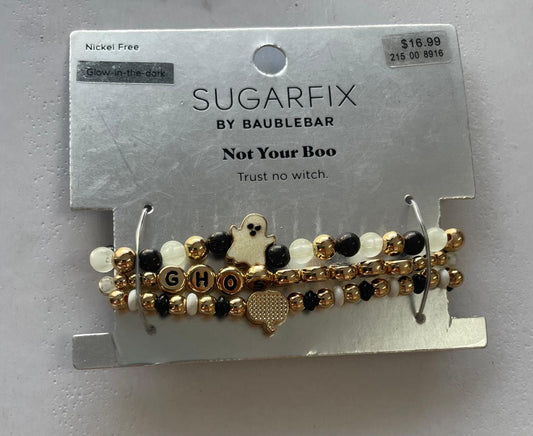 Nickel Free
Glow-in-the-dark
$16.99
215 00 8916
SUGARFIX
BY BAUBLEBAR
Not Your Boo
Trust no witch.
GHO